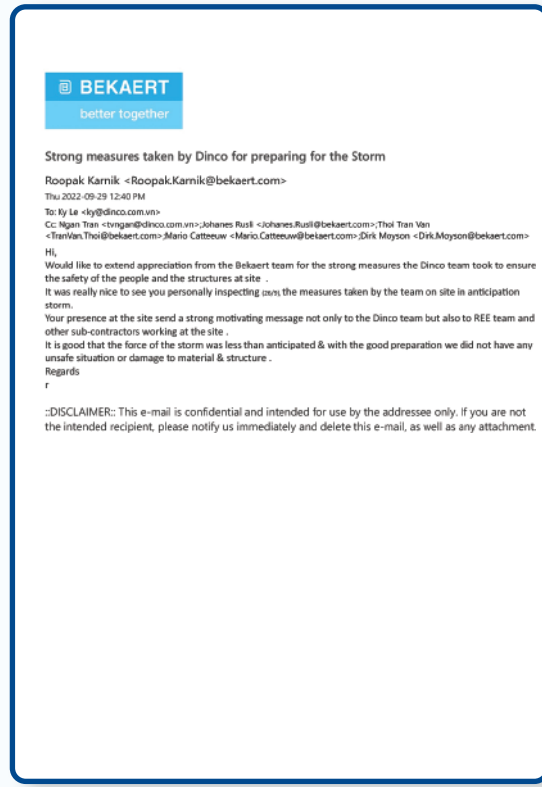 BEKAERT
better together
Strong measures taken by Dinco for preparing for the Storm
Roopak Karnik <Roopak.Karnik@bekaert.com>
Thu 2022-09-29 12:40 PM
To: Ky Le <ky@dinco.com.vn>
Cc: Ngan Tran <tvngan@dinco.com.vn>;Johanes Rusli <Johanes.Rusli@bekaert.com>;Thoi Tran Van
<TranVan.Thoi@bekaert.com>;Mario Catteeuw <Mario.Catteeuw@bekaert.com>;Dirk Moyson <Dirk.Moyson@bekaert.com>
Hi,
Would like to extend appreciation from the Bekaert team for the strong measures the Dinco team took to ensure
the safety of the people and the structures at site .
It was really nice to see you personally inspecting the measures taken by the team on site in anticipation
storm.
Your presence at the site send a strong motivating message not only to the Dinco team but also to REE team and
other sub-contractors working at the site .
It is good that the force of the storm was less than anticipated & with the good preparation we did not have any
unsafe situation or damage to material & structure .
Regards
r
::DISCLAIMER:: This e-mail is confidential and intended for use by the addressee only. If you are not
the intended recipient, please notify us immediately and delete this e-mail, as well as any attachment.